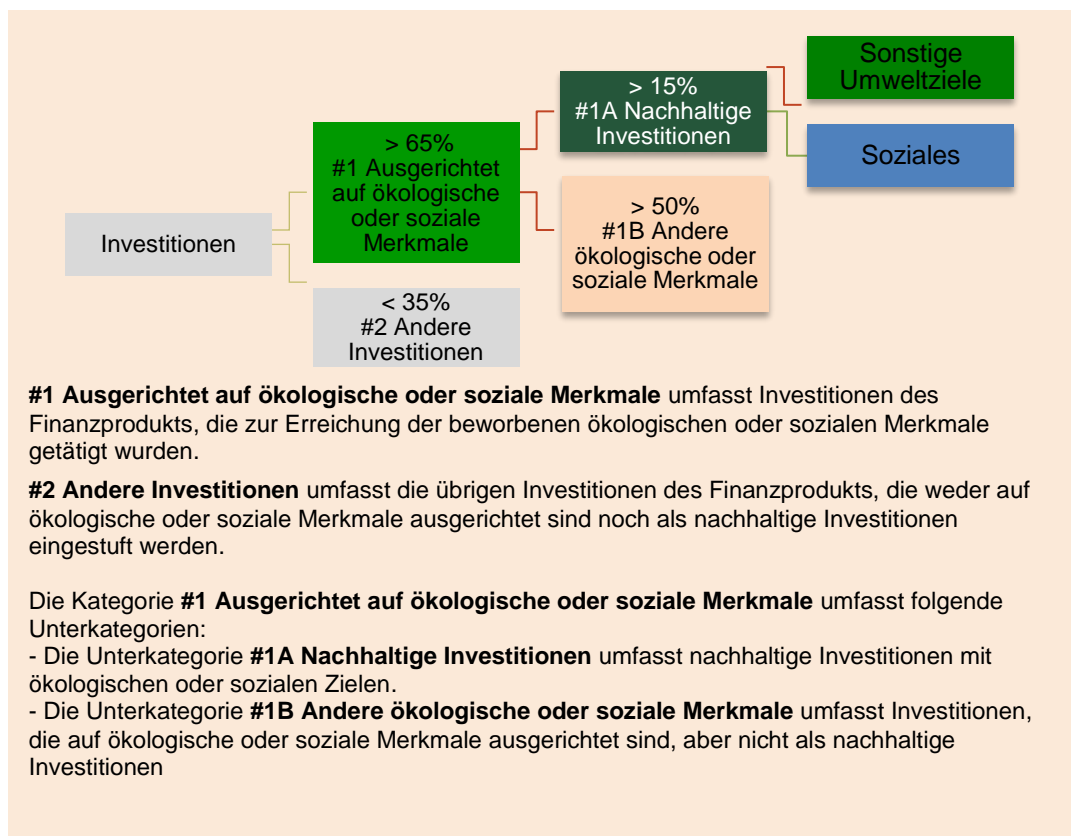 Investitionen
> 65%
#1 Ausgerichtet
auf ökologische
oder soziale
Merkmale
< 35%
#2 Andere
Investitionen
> 15%
#1A Nachhaltige
Investitionen
> 50%
#1B Andere
ökologische oder
soziale Merkmale
Sonstige
Umweltziele
Soziales
#1 Ausgerichtet auf ökologische oder soziale Merkmale umfasst Investitionen des
Finanzprodukts, die zur Erreichung der beworbenen ökologischen oder sozialen Merkmale
getätigt wurden.
#2 Andere Investitionen umfasst die übrigen Investitionen des Finanzprodukts, die weder auf
ökologische oder soziale Merkmale ausgerichtet sind noch als nachhaltige Investitionen
eingestuft werden.
Die Kategorie #1 Ausgerichtet auf ökologische oder soziale Merkmale umfasst folgende
Unterkategorien:
- Die Unterkategorie #1A Nachhaltige Investitionen umfasst nachhaltige Investitionen mit
ökologischen oder sozialen Zielen.
- Die Unterkategorie #1B Andere ökologische oder soziale Merkmale umfasst Investitionen,
die auf ökologische oder soziale Merkmale ausgerichtet sind, aber nicht als nachhaltige
Investitionen